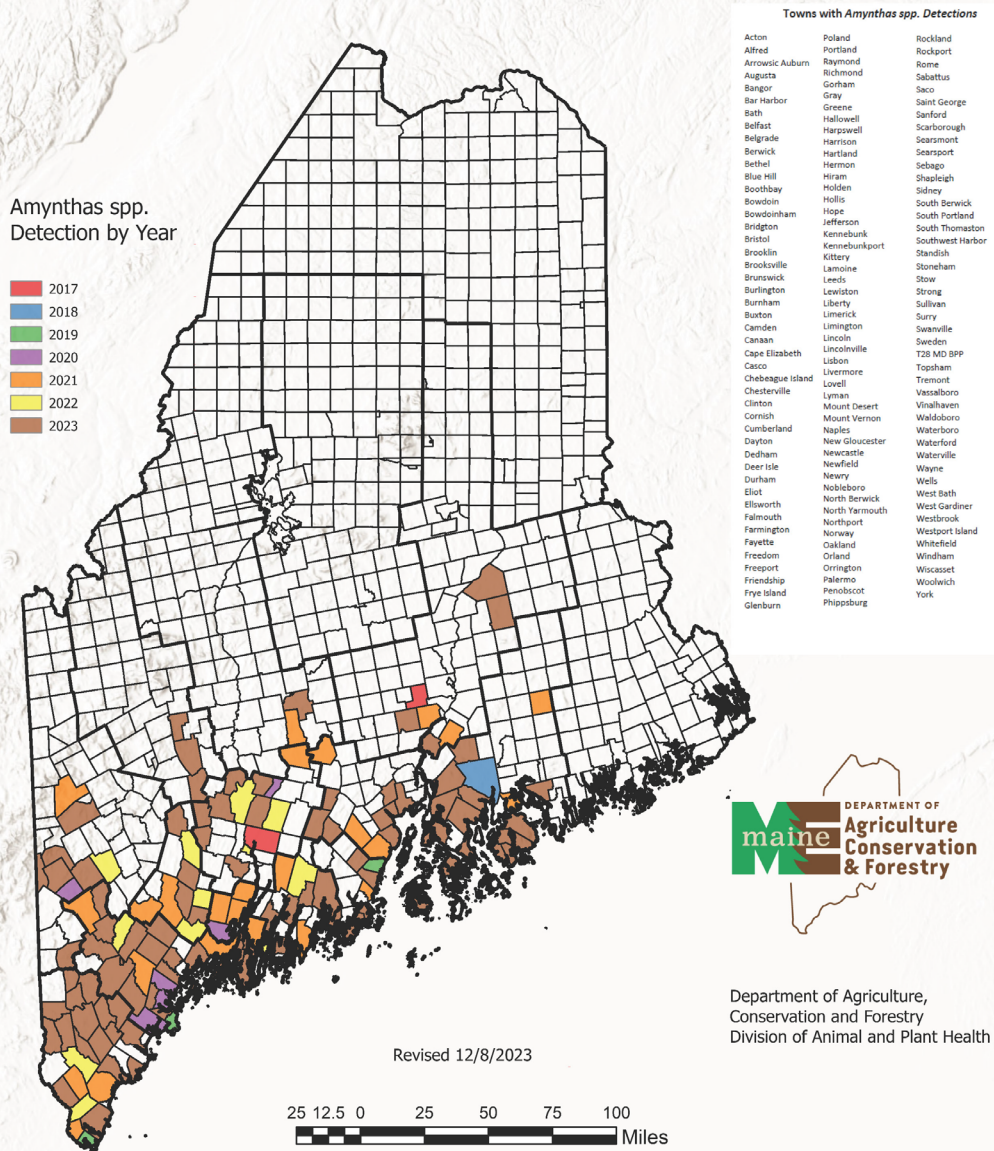 Towns with Amynthas spp. Detections
Acton
Alfred
Arrowsic Auburn
Augusta
Bangor
Bar Harbor
Bath
Belfast
Belgrade
Berwick
Bethel
Blue Hill
Boothbay
Bowdoin
Bowdoinham
Bridgton
Bristol
Brooklin
Brooksville
Brunswick
Burlington
Burnham
Buxton
Camden
Canaan
Cape Elizabeth
Casco
Chebeague Island
Chesterville
Clinton
Cornish
Cumberland
Dayton
Dedham
Deer Isle
Durham
Eliot
Ellsworth
Falmouth
Farmington
Fayette
Freedom
Freeport
Friendship
Frye Island
Glenburn
Poland
Portland
Raymond
Richmond
Gorham
Gray
Greene
Hallowell
Harpswell
Harrison
Hartland
Hermon
Hiram
Holden
Hollis
Hope
Jefferson
Kennebunk
Kennebunkport
Kittery
Lamoine
Leeds
Lewiston
Liberty
Limerick
Limington
Lincoln
Lincolnville
Lisbon
Livermore
Lovell
Lyman
Mount Desert
Mount Vernon
Naples
New Gloucester
Newcastle
Newfield
Newry
Nobleboro
North Berwick
North Yarmouth
Northport
Norway
Oakland
Orland
Orrington
Palermo
Penobscot
Phippsburg
Rockland
Rockport
Rome
Sabattus
Saco
Saint George
Sanford
Scarborough
Searsmont
Searsport
Sebago
Shapleigh
Sidney
South Berwick
South Portland
South Thomaston
Southwest Harbor
Standish
Stoneham
Stow
Strong
Sullivan
Surry
Swanville
Sweden
T28 MD BPP
Topsham
Tremont
Vassalboro
Vinalhaven
Waldoboro
Waterboro
Waterford
Waterville
Wayne
Wells
West Bath
West Gardiner
Westbrook
Westport Island
Whitefield
Windham
Wiscasset
Woolwich
York
Amynthas spp.
Detection by Year
2017
2018
2019
2020
2021
2022
2023
maine
DEPARTMENT OF
Agriculture
Conservation
& Forestry
Department of Agriculture,
Conservation and Forestry
Division of Animal and Plant Health
Revised 12/8/2023
25 12.5 0 25 50 75 100
Miles